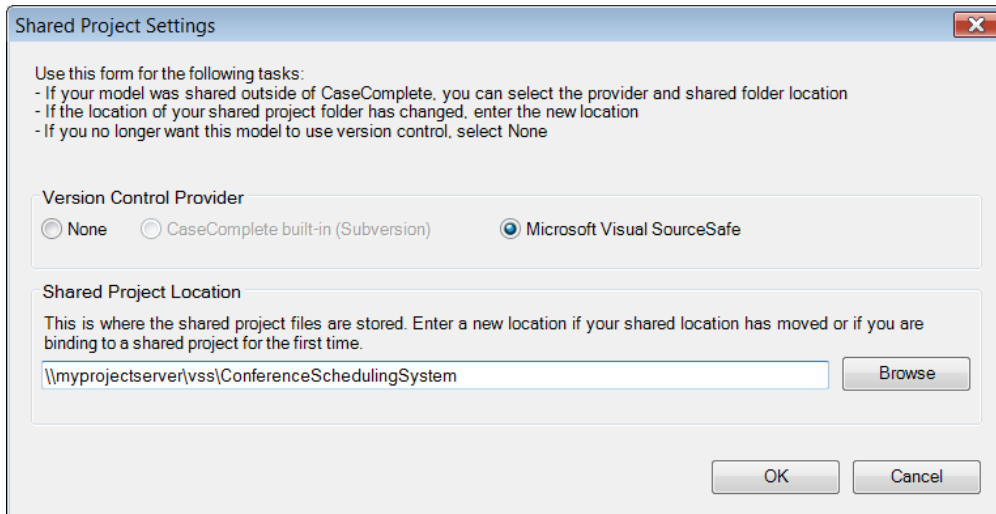 Shared Project Settings
Use this form for the following tasks:
- If your model was shared outside of CaseComplete, you can select the provider and shared folder location
- If the location of your shared project folder has changed, enter the new location
- If you no longer want this model to use version control, select None
Version Control Provider
None CaseComplete built-in (Subversion) Microsoft Visual SourceSafe
Shared Project Location
This is where the shared project files are stored. Enter a new location if your shared location has moved or if you are
binding to a shared project for the first time.
\\myprojectserver\vss\ConferenceSchedulingSystem Browse
OK Cancel